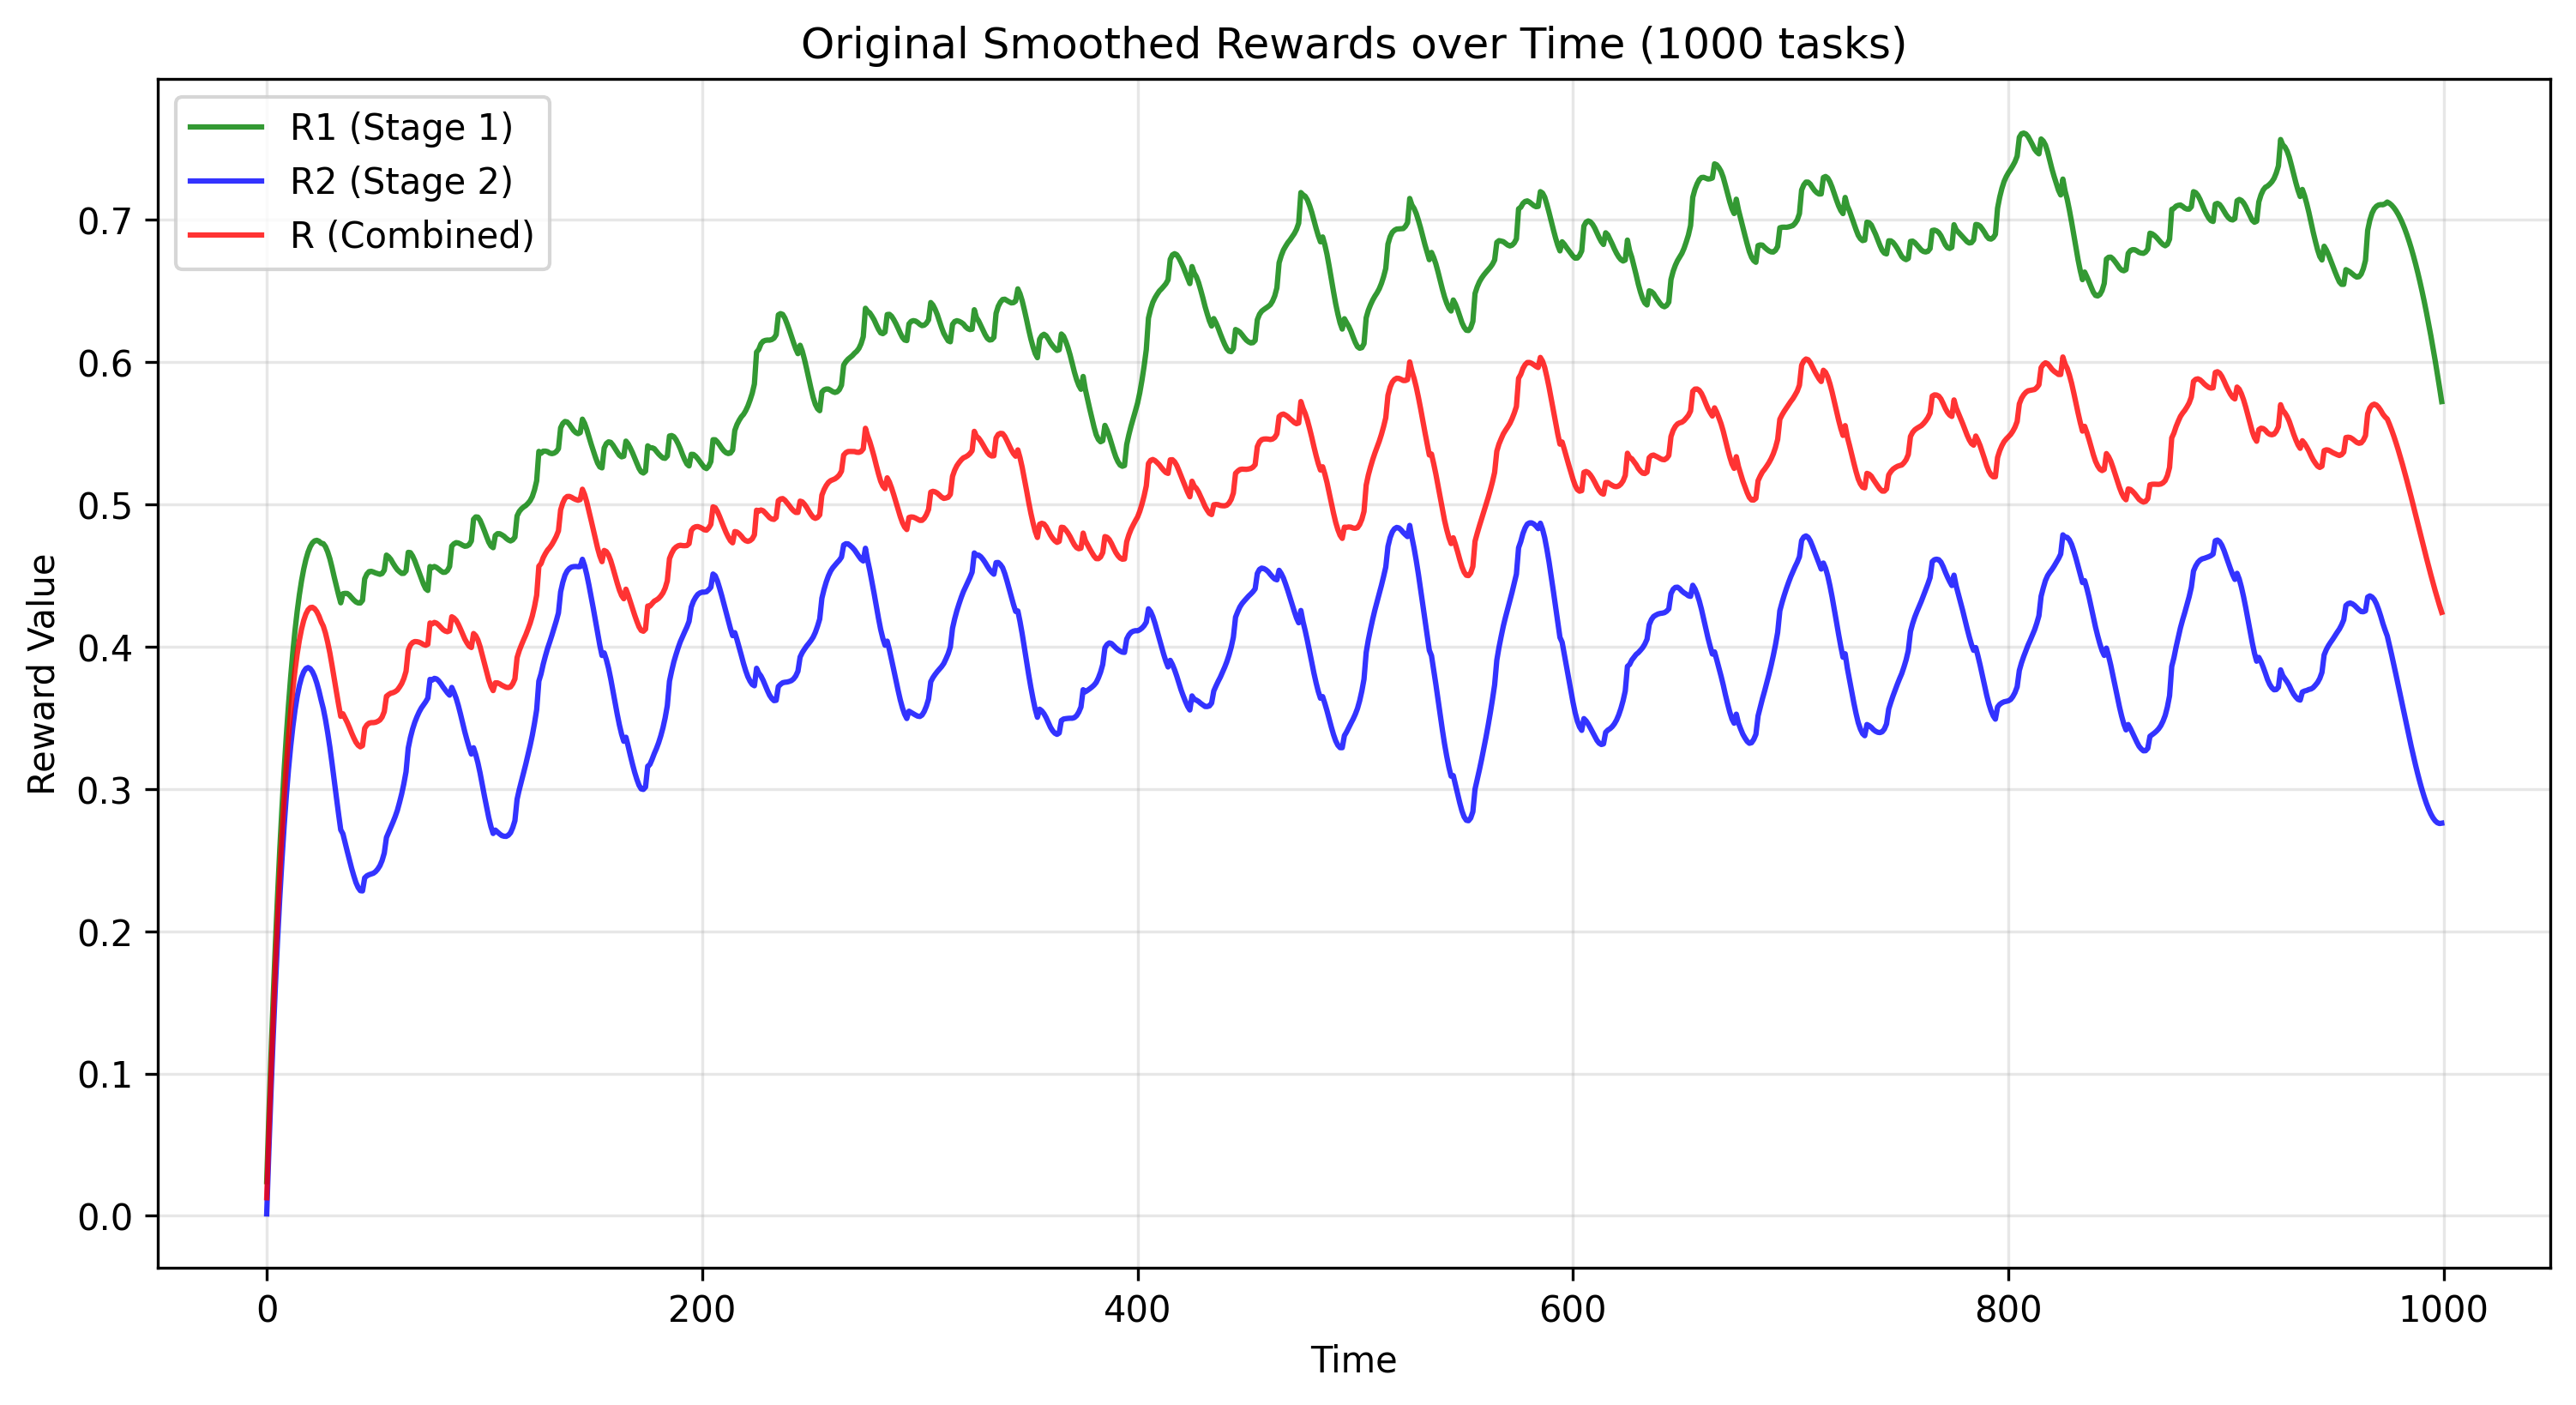 Original Smoothed Rewards over Time (1000 tasks)
R1 (Stage 1)
R2 (Stage 2)
R (Combined)
Reward Value
0.7
0.6
0.5
0.4
0.3
0.2
0.1
0.0
0
200
400
600
800
1000
Time